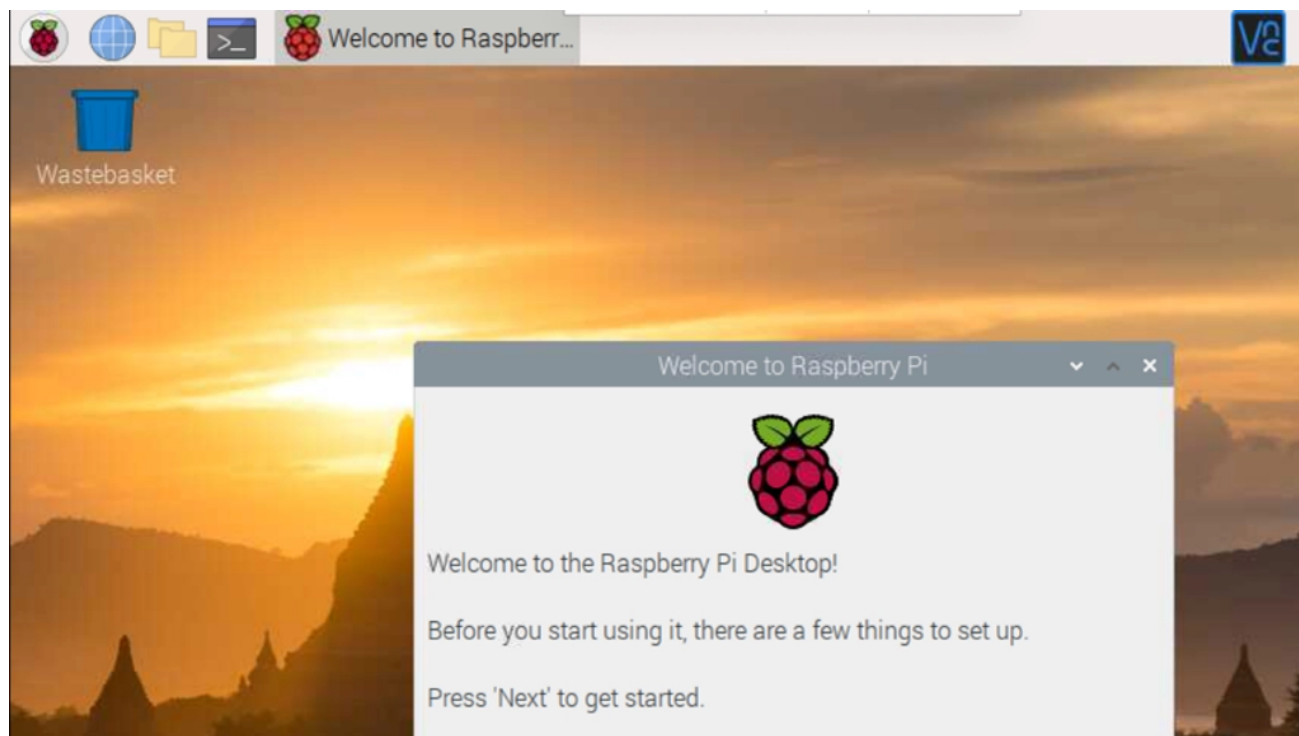 >_
Welcome to Raspberr...
VNC
Wastebasket
Welcome to Raspberry Pi
Welcome to the Raspberry Pi Desktop!
Before you start using it, there are a few things to set up.
Press 'Next' to get started.